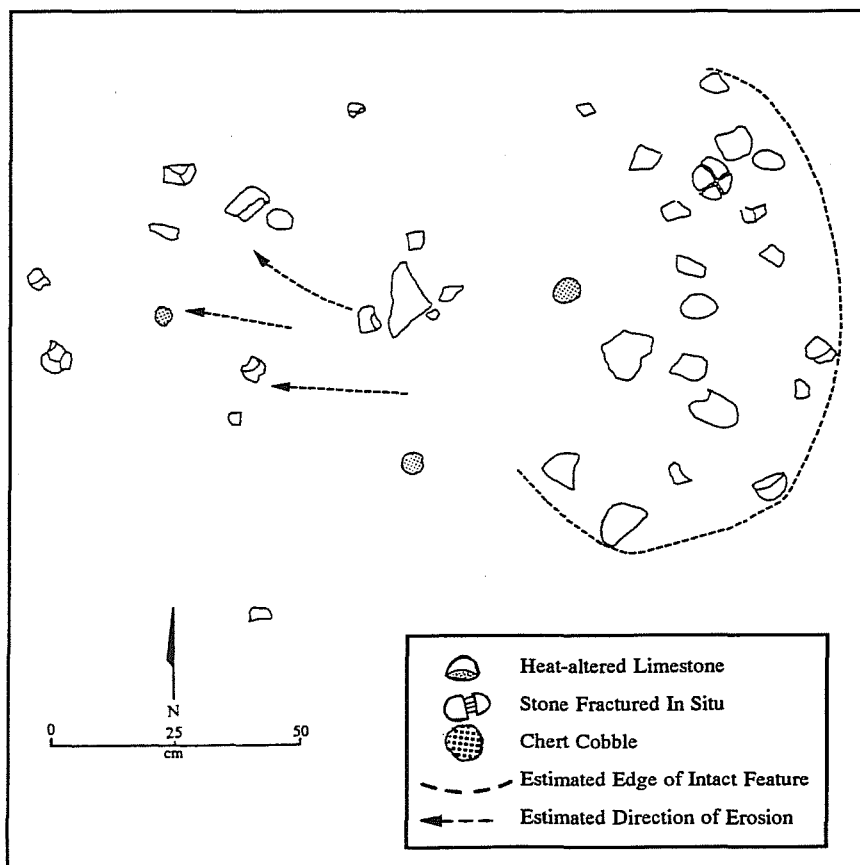 N
0 25 50
cm
Heat-altered Limestone
Stone Fractured In Situ
Chert Cobble
Estimated Edge of Intact Feature
Estimated Direction of Erosion